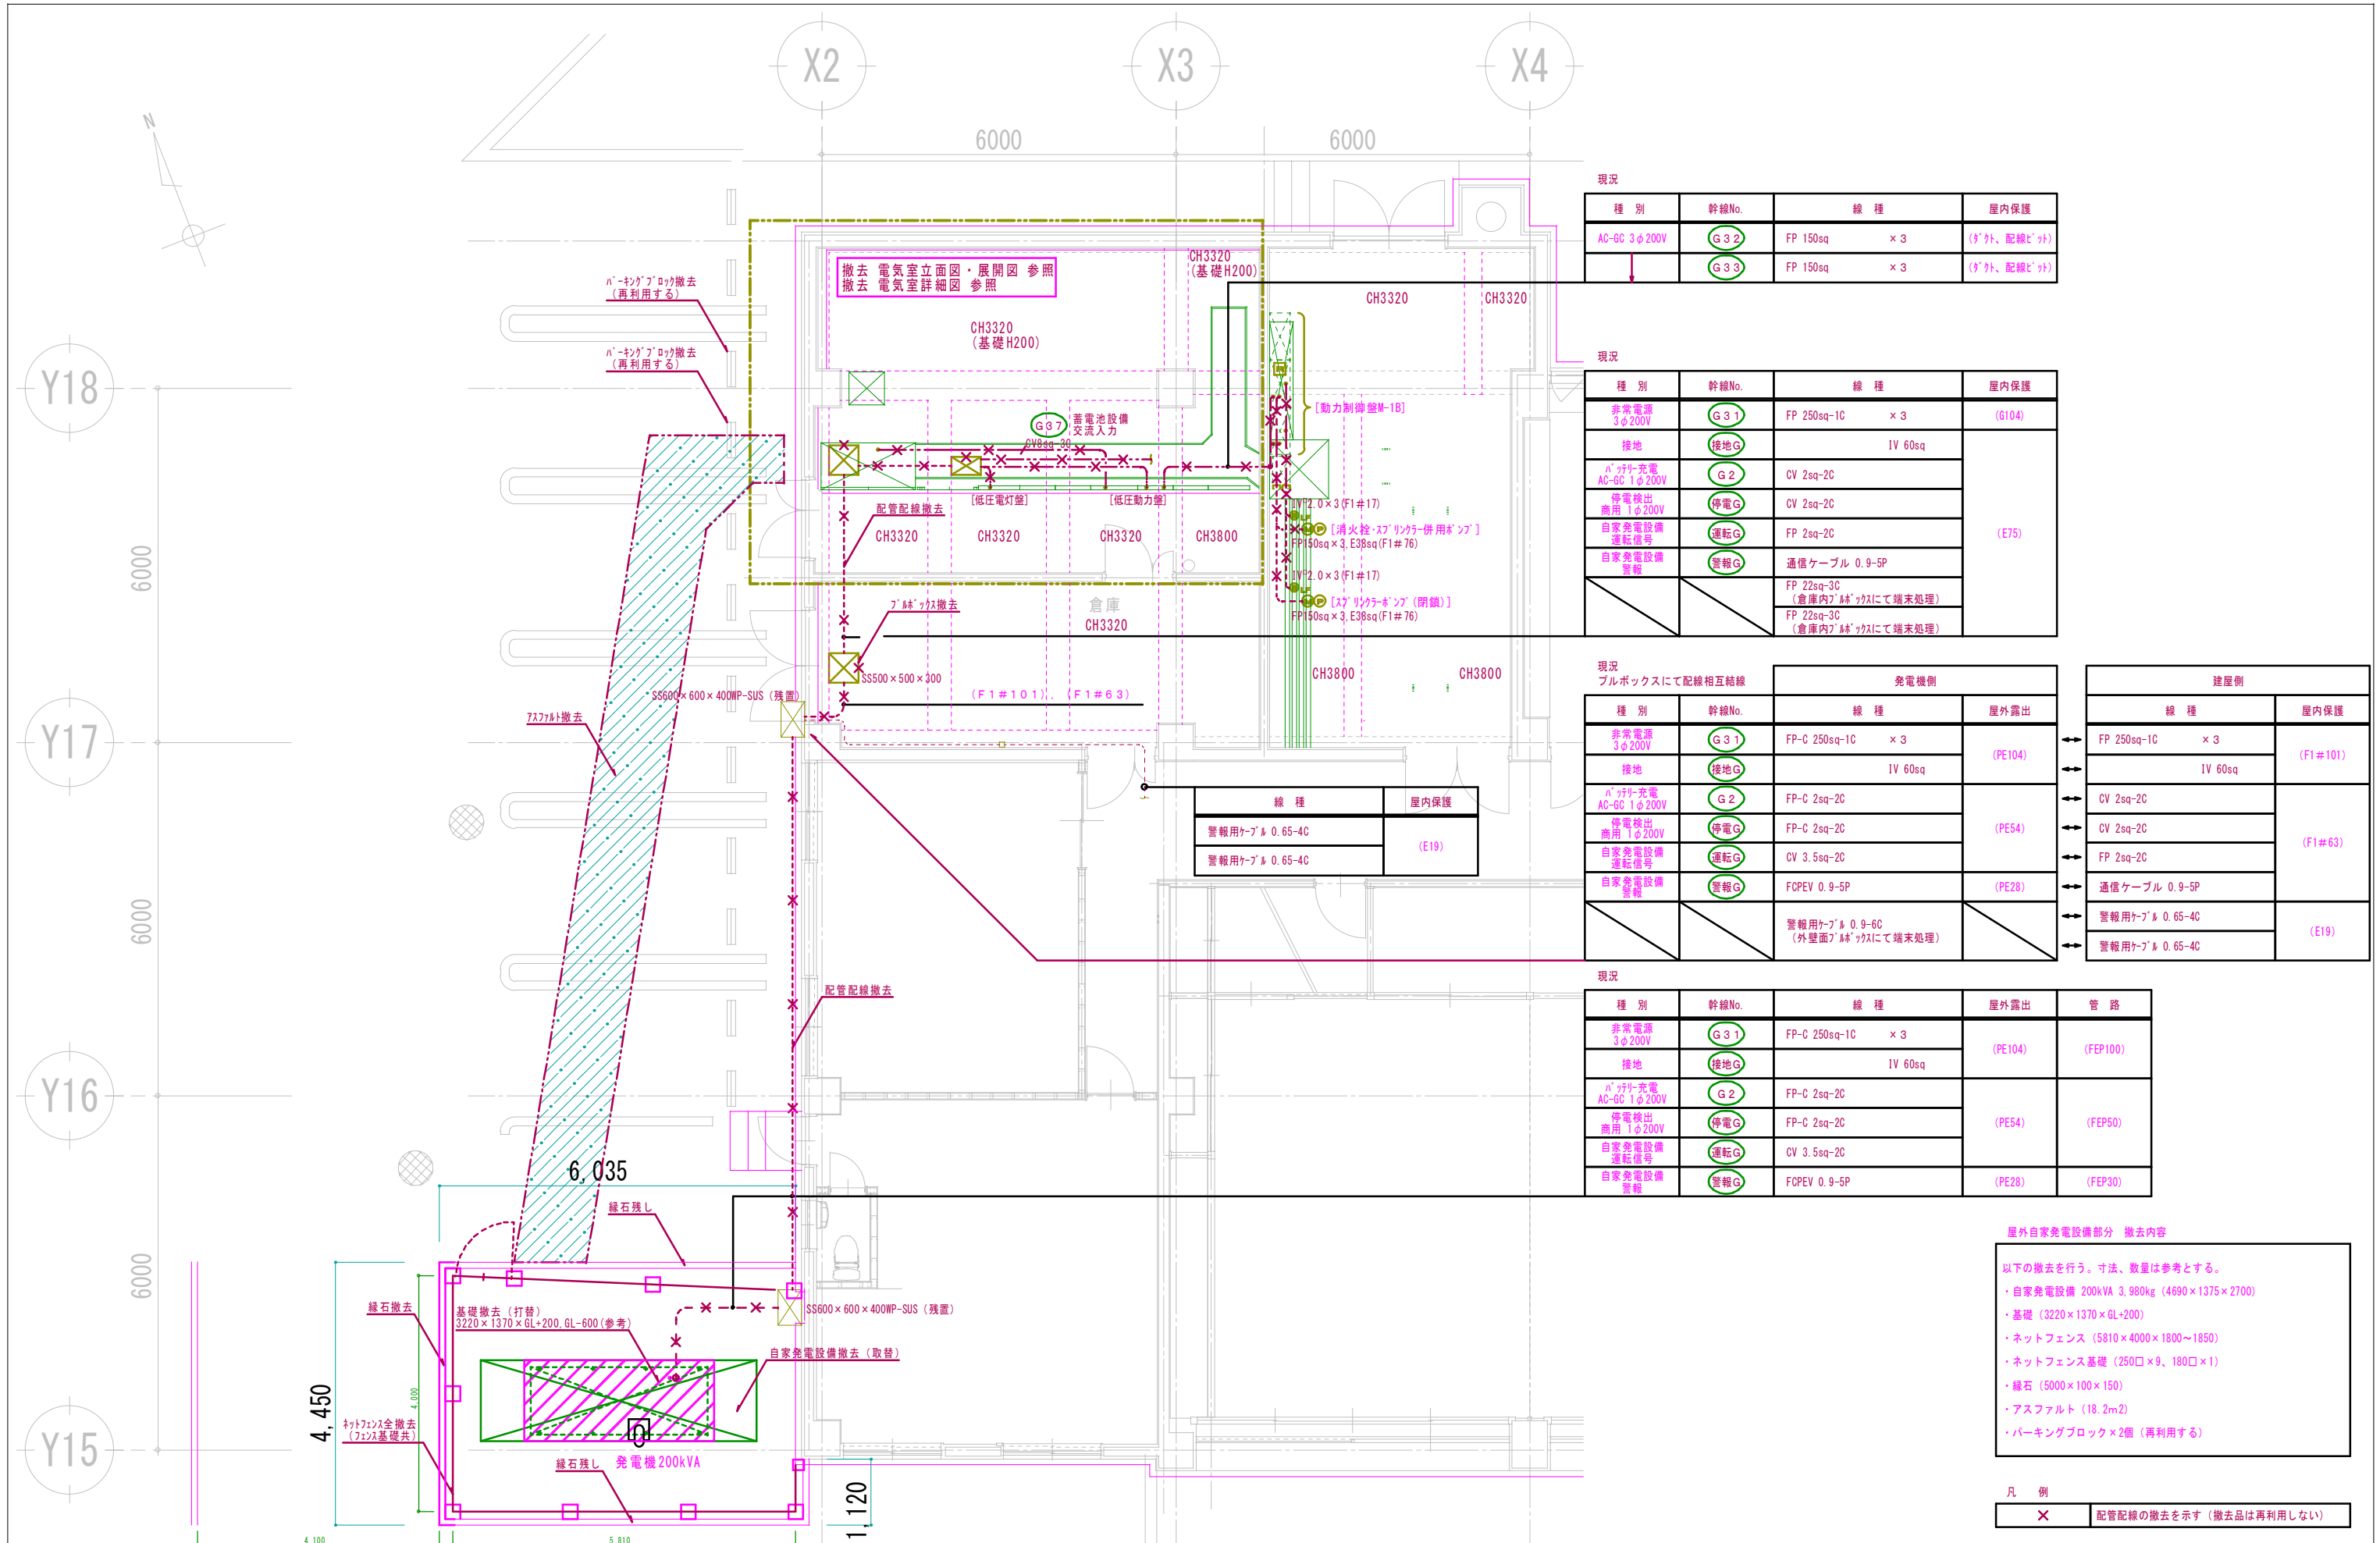 X2
X3
X4
6000
6000
N
Y18
Y17
Y16
Y15
6000
6000
6000
撤去 電気室立面図・展開図 参照
撤去 電気室詳細図 参照
CH3320
(基礎H200)
CH3320
(基礎H200)
CH3320
CH3320
パーキングブロック撤去
(再利用する)
パーキングブロック撤去
(再利用する)
G37
蓄電池設備
交流入力
CV8sq-3C
[動力制御盤M-1B]
[低圧電灯盤]
[低圧動力盤]
配管配線撤去
CH3320
CH3320
CH3320
CH3800
IV 2.0×3(F1#17)
[消火栓・スプリンクラー併用ポンプ]
FP150sq×3,E38sq(F1#76)
IV 2.0×3(F1#17)
[スプリンクラーポンプ(閉鎖)]
FP150sq×3,E38sq(F1#76)
プルボックス撤去
倉庫
CH3320
SS500×500×300
SS600×600×400WP-SUS (残置)
(F1#101), (F1#63)
CH3800
CH3800
アスファルト撤去
線 種
屋内保護
警報用ケーブル 0.65-4C
警報用ケーブル 0.65-4C
(E19)
配管配線撤去
6,035
縁石残し
縁石撤去
基礎撤去(打替)
3220×1370×GL+200,GL-600(参考)
SS600×600×400WP-SUS (残置)
自家発電設備撤去(取替)
4,450
4,000
ネットフェンス全撤去
(フェンス基礎共)
縁石残し
発電機200kVA
1,120
4,100
5,810
現況
種 別
幹線No.
線 種
屋内保護
AC-GC 3φ200V
G32
FP 150sq ×3
(ダクト、配線ピット)
G33
FP 150sq ×3
(ダクト、配線ピット)
現況
種 別
幹線No.
線 種
屋内保護
非常電源
3φ200V
G31
FP 250sq-1C ×3
(G104)
接地
接地G
IV 60sq
バッテリー充電
AC-GC 1φ200V
G2
CV 2sq-2C
停電検出
商用 1φ200V
停電G
CV 2sq-2C
自家発電設備
運転信号
運転G
FP 2sq-2C
(E75)
自家発電設備
警報
警報G
通信ケーブル 0.9-5P
FP 22sq-3C
(倉庫内プルボックスにて端末処理)
FP 22sq-3C
(倉庫内プルボックスにて端末処理)
現況
プルボックスにて配線相互結線
発電機側
建屋側
種 別
幹線No.
線 種
屋外露出
線 種
屋内保護
非常電源
3φ200V
G31
FP-C 250sq-1C ×3
(PE104)
FP 250sq-1C ×3
(F1#101)
接地
接地G
IV 60sq
IV 60sq
バッテリー充電
AC-GC 1φ200V
G2
FP-C 2sq-2C
CV 2sq-2C
停電検出
商用 1φ200V
停電G
FP-C 2sq-2C
(PE54)
CV 2sq-2C
(F1#63)
自家発電設備
運転信号
運転G
CV 3.5sq-2C
FP 2sq-2C
自家発電設備
警報
警報G
FCPEV 0.9-5P
(PE28)
通信ケーブル 0.9-5P
警報用ケーブル 0.9-6C
(外壁面プルボックスにて端末処理)
警報用ケーブル 0.65-4C
警報用ケーブル 0.65-4C
(E19)
現況
種 別
幹線No.
線 種
屋外露出
管 路
非常電源
3φ200V
G31
FP-C 250sq-1C ×3
(PE104)
(FEP100)
接地
接地G
IV 60sq
バッテリー充電
AC-GC 1φ200V
G2
FP-C 2sq-2C
停電検出
商用 1φ200V
停電G
FP-C 2sq-2C
(PE54)
(FEP50)
自家発電設備
運転信号
運転G
CV 3.5sq-2C
自家発電設備
警報
警報G
FCPEV 0.9-5P
(PE28)
(FEP30)
屋外自家発電設備部分 撤去内容
以下の撤去を行う。寸法、数量は参考とする。
・自家発電設備 200kVA 3,980kg (4690×1375×2700)
・基礎 (3220×1370×GL+200)
・ネットフェンス (5810×4000×1800~1850)
・ネットフェンス基礎 (250□×9、180□×1)
・縁石 (5000×100×150)
・アスファルト (18.2m2)
・パーキングブロック×2個 (再利用する)
凡 例
×
配管配線の撤去を示す (撤去品は再利用しない)